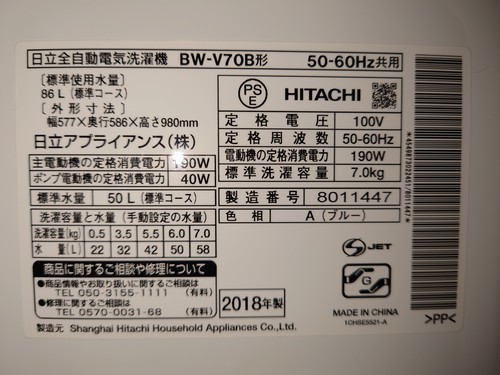 日立全自動電気洗濯機 BW-V70B形 50-60Hz共用
[標準使用水量]
86 L (標準コース)
[外形寸法]
幅577×奥行586×高さ980mm
日立アプライアンス(株)
主電動機の定格消費電力 190W
ポンプ電動機の定格消費電力 40W
標準水量 50 L (標準コース)
洗濯容量と水量 (手動設定の水量)
洗濯容量(kg) 0.5 3.5 5.5 6.0 7.0
水量(L) 22 32 44 50 58
商品に関するご相談や修理について
●商品情報やお取り扱いに関するご相談
TEL 050-3155-1111 (有料)
●修理に関するご相談
TEL 0570-0031-68 (有料)
2018年製
製造元 Shanghai Hitachi Household Appliances Co.,Ltd.
PS
E
HITACHI
定格電圧 100V
定格周波数 50-60Hz
電動機の定格消費電力 190W
標準洗濯容量 7.0kg
製造番号 8011447
色相 A (ブルー)
S JET
G
MADE IN CHINA
1CHSE5521-A
>PP<